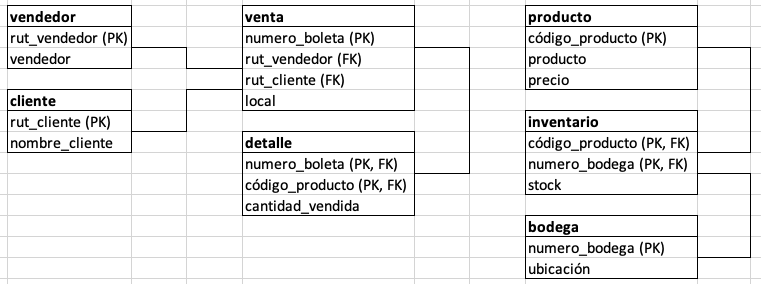 vendedor
rut_vendedor (PK)
vendedor
cliente
rut_cliente (PK)
nombre_cliente
venta
numero_boleta (PK)
rut_vendedor (FK)
rut_cliente (FK)
local
detalle
numero_boleta (PK, FK)
código_producto (PK, FK)
cantidad_vendida
producto
código_producto (PK)
producto
precio
inventario
código_producto (PK, FK)
numero_bodega (PK, FK)
stock
bodega
numero_bodega (PK)
ubicación